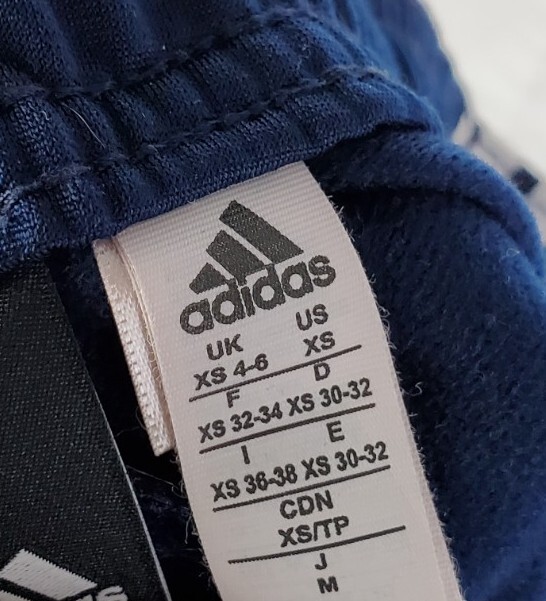 adidas
UK US
XS 4-6 XS
F D
XS 32-34 XS 30-32
I E
XS 36-38 XS 30-32
CDN
XS/TP
J
M
adidas